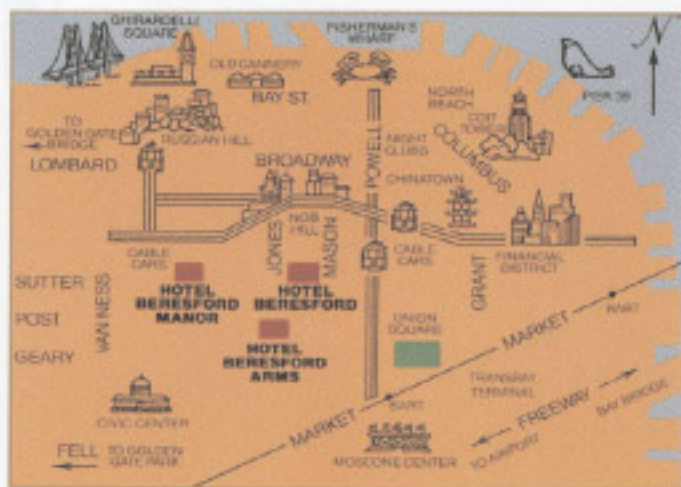 GHIRARDELLI
SQUARE
FISHERMAN'S
WHARF
N
OLD CANNERY
BAY ST.
NORTH
BEACH
PIER 39
COIT
TOWER
TO
GOLDEN GATE
BRIDGE
RUSSIAN HILL
LOMBARD
BROADWAY
POWELL
NIGHT
CLUBS
COLUMBUS
CHINATOWN
NOB
HILL
JONES
MASON
CABLE
CARS
CABLE
CARS
GRANT
FINANCIAL
DISTRICT
SUTTER
POST
GEARY
VAN NESS
HOTEL
BERESFORD
MANOR
HOTEL
BERESFORD
HOTEL
BERESFORD
ARMS
UNION
SQUARE
MARKET
BART
TRANSBAY
TERMINAL
CIVIC CENTER
MARKET
BART
FREEWAY
BAY BRIDGE
TO AIRPORT
MOSCONE CENTER
FELL
TO GOLDEN
GATE PARK